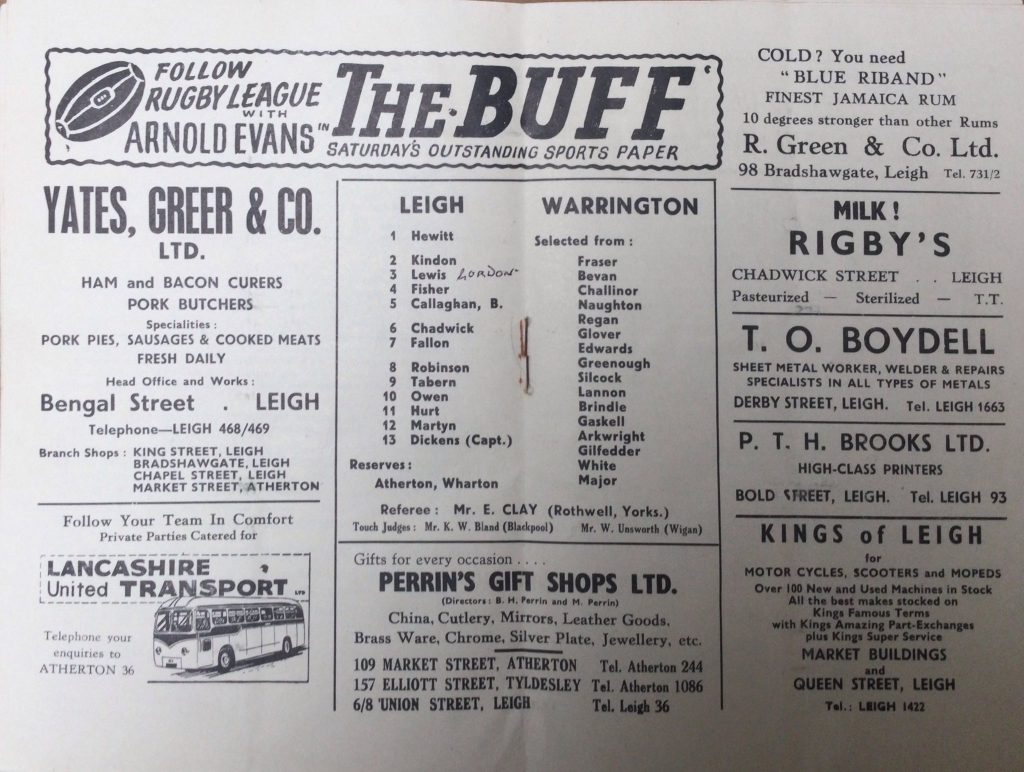 FOLLOW
RUGBY LEAGUE
WITH
ARNOLD EVANS IN
THE BUFF
SATURDAY'S OUTSTANDING SPORTS PAPER
YATES, GREER & CO.
LTD.
HAM and BACON CURERS
PORK BUTCHERS
Specialities :
PORK PIES, SAUSAGES & COOKED MEATS
FRESH DAILY
Head Office and Works :
Bengal Street . LEIGH
Telephone—LEIGH 468/469
Branch Shops : KING STREET, LEIGH
BRADSHAWGATE, LEIGH
CHAPEL STREET, LEIGH
MARKET STREET, ATHERTON
Follow Your Team In Comfort
Private Parties Catered for
LANCASHIRE
United TRANSPORT LTD
Telephone your
enquiries to
ATHERTON 36
LEIGH
1 Hewitt
2 Kindon
3 Lewis GORDON
4 Fisher
5 Callaghan, B.
6 Chadwick
7 Fallon
8 Robinson
9 Tabern
10 Owen
11 Hurt
12 Martyn
13 Dickens (Capt.)
Reserves :
Atherton, Wharton
WARRINGTON
Selected from :
Fraser
Bevan
Challinor
Naughton
Regan
Glover
Edwards
Greenough
Silcock
Lannon
Brindle
Gaskell
Arkwright
Gilfedder
White
Major
Referee : Mr. E. CLAY (Rothwell, Yorks.)
Touch Judges : Mr. K. W. Bland (Blackpool) Mr. W. Unsworth (Wigan)
Gifts for every occasion . . . .
PERRIN'S GIFT SHOPS LTD.
(Directors : B. H. Perrin and M. Perrin)
China, Cutlery, Mirrors, Leather Goods,
Brass Ware, Chrome, Silver Plate, Jewellery, etc.
109 MARKET STREET, ATHERTON Tel. Atherton 244
157 ELLIOTT STREET, TYLDESLEY Tel. Atherton 1086
6/8 UNION STREET, LEIGH Tel. Leigh 36
COLD? You need
"BLUE RIBAND"
FINEST JAMAICA RUM
10 degrees stronger than other Rums
R. Green & Co. Ltd.
98 Bradshawgate, Leigh Tel. 731/2
MILK !
RIGBY'S
CHADWICK STREET . . LEIGH
Pasteurized — Sterilized — T.T.
T. O. BOYDELL
SHEET METAL WORKER, WELDER & REPAIRS
SPECIALISTS IN ALL TYPES OF METALS
DERBY STREET, LEIGH. Tel. LEIGH 1663
P. T. H. BROOKS LTD.
HIGH-CLASS PRINTERS
BOLD STREET, LEIGH. Tel. LEIGH 93
KINGS of LEIGH
for
MOTOR CYCLES, SCOOTERS and MOPEDS
Over 100 New and Used Machines in Stock
All the best makes stocked on
Kings Famous Terms
with Kings Amazing Part-Exchanges
plus Kings Super Service
MARKET BUILDINGS
and
QUEEN STREET, LEIGH
Tel.: LEIGH 1422